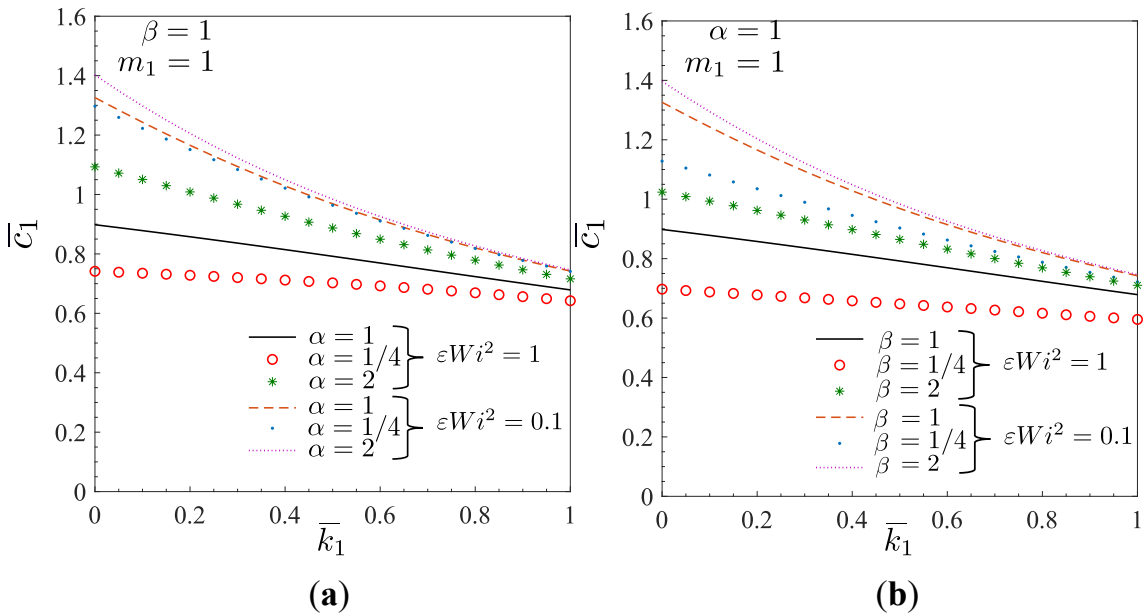 1.6
1.4
1.2
1
0.8
0.6
0.4
0.2
0
c̅₁
β = 1
m₁ = 1
α = 1
α = 1/4
α = 2
εWi² = 1
α = 1
α = 1/4
α = 2
εWi² = 0.1
0 0.2 0.4 0.6 0.8 1
k̅₁
(a)
1.6
1.4
1.2
1
0.8
0.6
0.4
0.2
0
c̅₁
α = 1
m₁ = 1
β = 1
β = 1/4
β = 2
εWi² = 1
β = 1
β = 1/4
β = 2
εWi² = 0.1
0 0.2 0.4 0.6 0.8 1
k̅₁
(b)